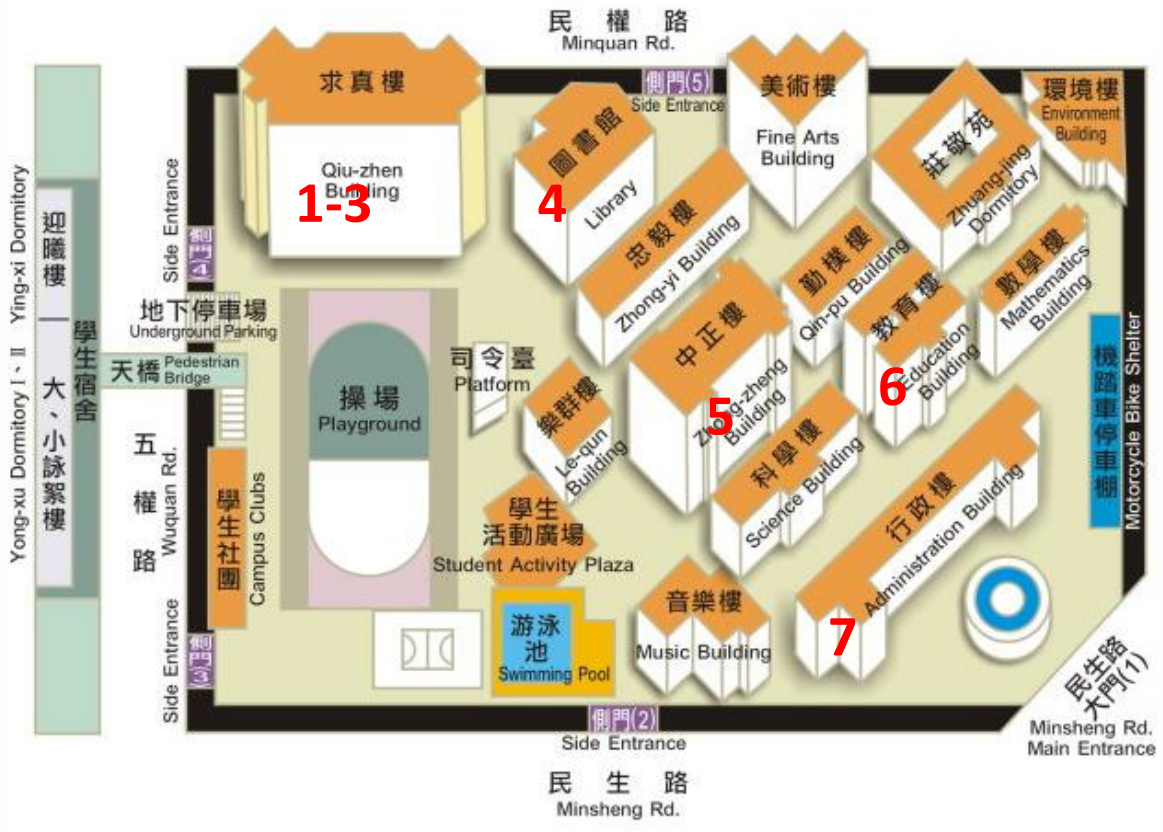 民權路
Minquan Rd.
求真樓
Qiu-zhen
Building
1-3
圖書館
Library
4
側門(5)
Side Entrance
美術樓
Fine Arts
Building
莊敬苑
Zhuang-jing
Dormitory
環境樓
Environment
Building
忠毅樓
Zhong-yi Building
勤樸樓
Qin-pu Building
數學樓
Mathematics
Building
教育樓
Education
Building
6
中正樓
Zhong-zheng
Building
5
Side Entrance
側門(4)
地下停車場
Underground Parking
天橋
Pedestrian
Bridge
Ying-xi Dormitory
迎曦樓
學生宿舍
Yong-xu Dormitory I、II
大、小詠絮樓
五權路
Wuquan Rd.
學生社團
Campus Clubs
操場
Playground
司令臺
Platform
樂群樓
Le-qun
Building
科學樓
Science Building
行政樓
Administration Building
7
機踏車停車棚
Motorcycle Bike Shelter
學生
活動廣場
Student Activity Plaza
音樂樓
Music Building
游泳
池
Swimming Pool
Side Entrance
側門(3)
側門(2)
Side Entrance
民生路
大門(1)
Minsheng Rd.
Main Entrance
民生路
Minsheng Rd.